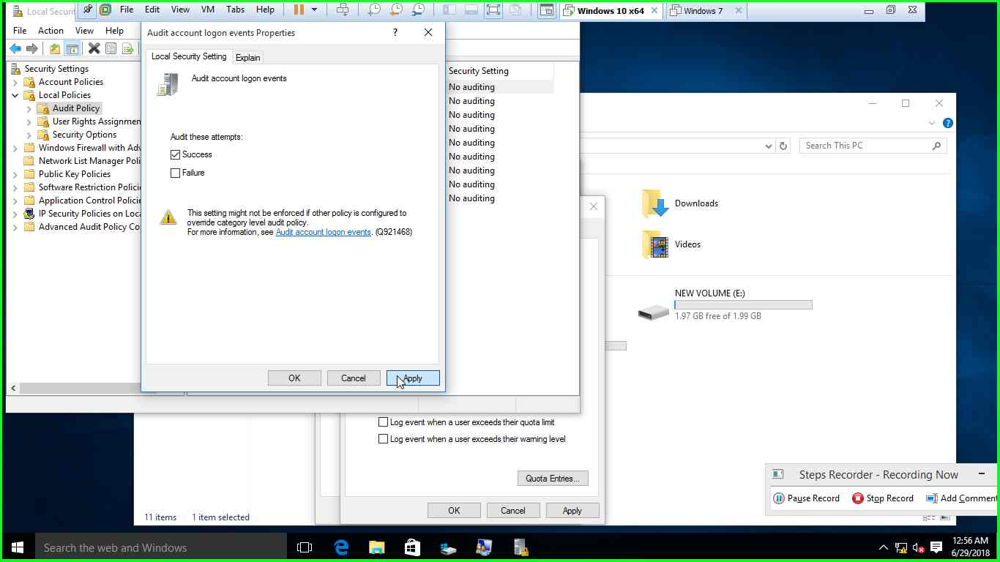 Local Securi
File Edit View VM Tabs Help
Windows 10 x64
Windows 7
File Action View Help
Security Settings
Account Policies
Local Policies
Audit Policy
User Rights Assignmen
Security Options
Windows Firewall with Adv
Network List Manager Poli
Public Key Policies
Software Restriction Policie
Application Control Policie
IP Security Policies on Loca
Advanced Audit Policy Co
Audit account logon events Properties
?
Local Security Setting
Explain
Audit account logon events
Audit these attempts:
Success
Failure
This setting might not be enforced if other policy is configured to
override category level audit policy.
For more information, see Audit account logon events. (Q921468)
OK
Cancel
Apply
Security Setting
No auditing
No auditing
No auditing
No auditing
No auditing
No auditing
No auditing
No auditing
No auditing
?
Search This PC
Downloads
Videos
NEW VOLUME (E:)
1.97 GB free of 1.99 GB
Log event when a user exceeds their quota limit
Log event when a user exceeds their warning level
Quota Entries...
OK
Cancel
Apply
11 items 1 item selected
Steps Recorder - Recording Now
Pause Record
Stop Record
Add Comment
Search the web and Windows
12:56 AM
6/29/2018